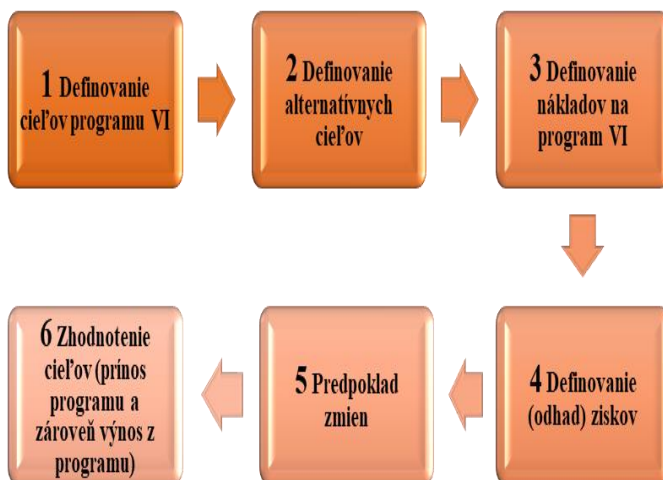 1 Definovanie
cieľov programu VI
2 Definovanie
alternatívnych
cieľov
3 Definovanie
nákladov na
program VI
4 Definovanie
(odhad) ziskov
5 Predpoklad
zmien
6 Zhodnotenie
cieľov (prínos
programu a
zároveň výnos z
programu)